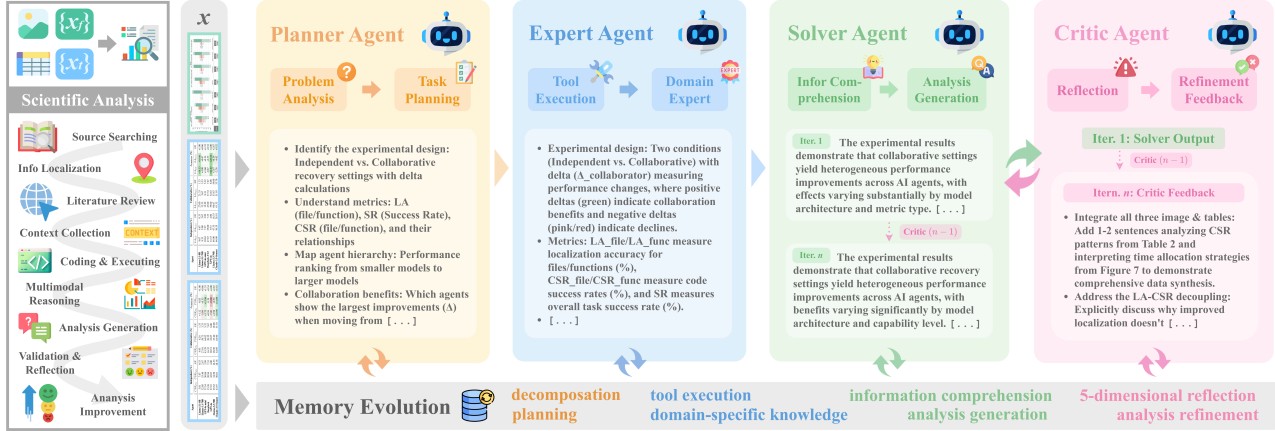 {x_f}
{x_t}
Scientific Analysis
Source Searching
Info Localization
Literature Review
Context Collection
CONTEXT
Coding & Executing
Multimodal
Reasoning
Analysis Generation
Validation &
Reflection
Ananysis
Improvement
x
Planner Agent
Problem
Analysis
Task
Planning
• Identify the experimental design:
Independent vs. Collaborative
recovery settings with delta
calculations
• Understand metrics: LA
(file/function), SR (Success Rate),
CSR (file/function), and their
relationships
• Map agent hierarchy: Performance
ranking from smaller models to
larger models
• Collaboration benefits: Which agents
show the largest improvements (Δ)
when moving from [ . . . ]
Expert Agent
Tool
Execution
EXPERT
Domain
Expert
• Experimental design: Two conditions
(Independent vs. Collaborative) with
delta (Δ_collaborator) measuring
performance changes, where positive
deltas (green) indicate collaboration
benefits and negative deltas
(pink/red) indicate declines.
• Metrics: LA_file/LA_func measure
localization accuracy for
files/functions (%),
CSR_file/CSR_func measure code
success rates (%), and SR measures
overall task success rate (%).
• [ . . . ]
Solver Agent
Infor Com-
prehension
Q A
Analysis
Generation
Iter. 1 The experimental results
demonstrate that collaborative settings
yield heterogeneous performance
improvements across AI agents, with
effects varying substantially by model
architecture and metric type. [ . . . ]
Critic (n−1)
Iter. n The experimental results
demonstrate that collaborative recovery
settings yield heterogeneous performance
improvements across AI agents, with
benefits varying significantly by model
architecture and capability level. [ . . . ]
Critic Agent
Reflection
Refinement
Feedback
Iter. 1: Solver Output
Critic (n−1)
Itern. n: Critic Feedback
• Integrate all three image & tables:
Add 1-2 sentences analyzing CSR
patterns from Table 2 and
interpreting time allocation strategies
from Figure 7 to demonstrate
comprehensive data synthesis.
• Address the LA-CSR decoupling:
Explicitly discuss why improved
localization doesn't [ . . . ]
Memory Evolution
decomposition
planning
tool execution
domain-specific knowledge
information comprehension
analysis generation
5-dimensional reflection
analysis refinement